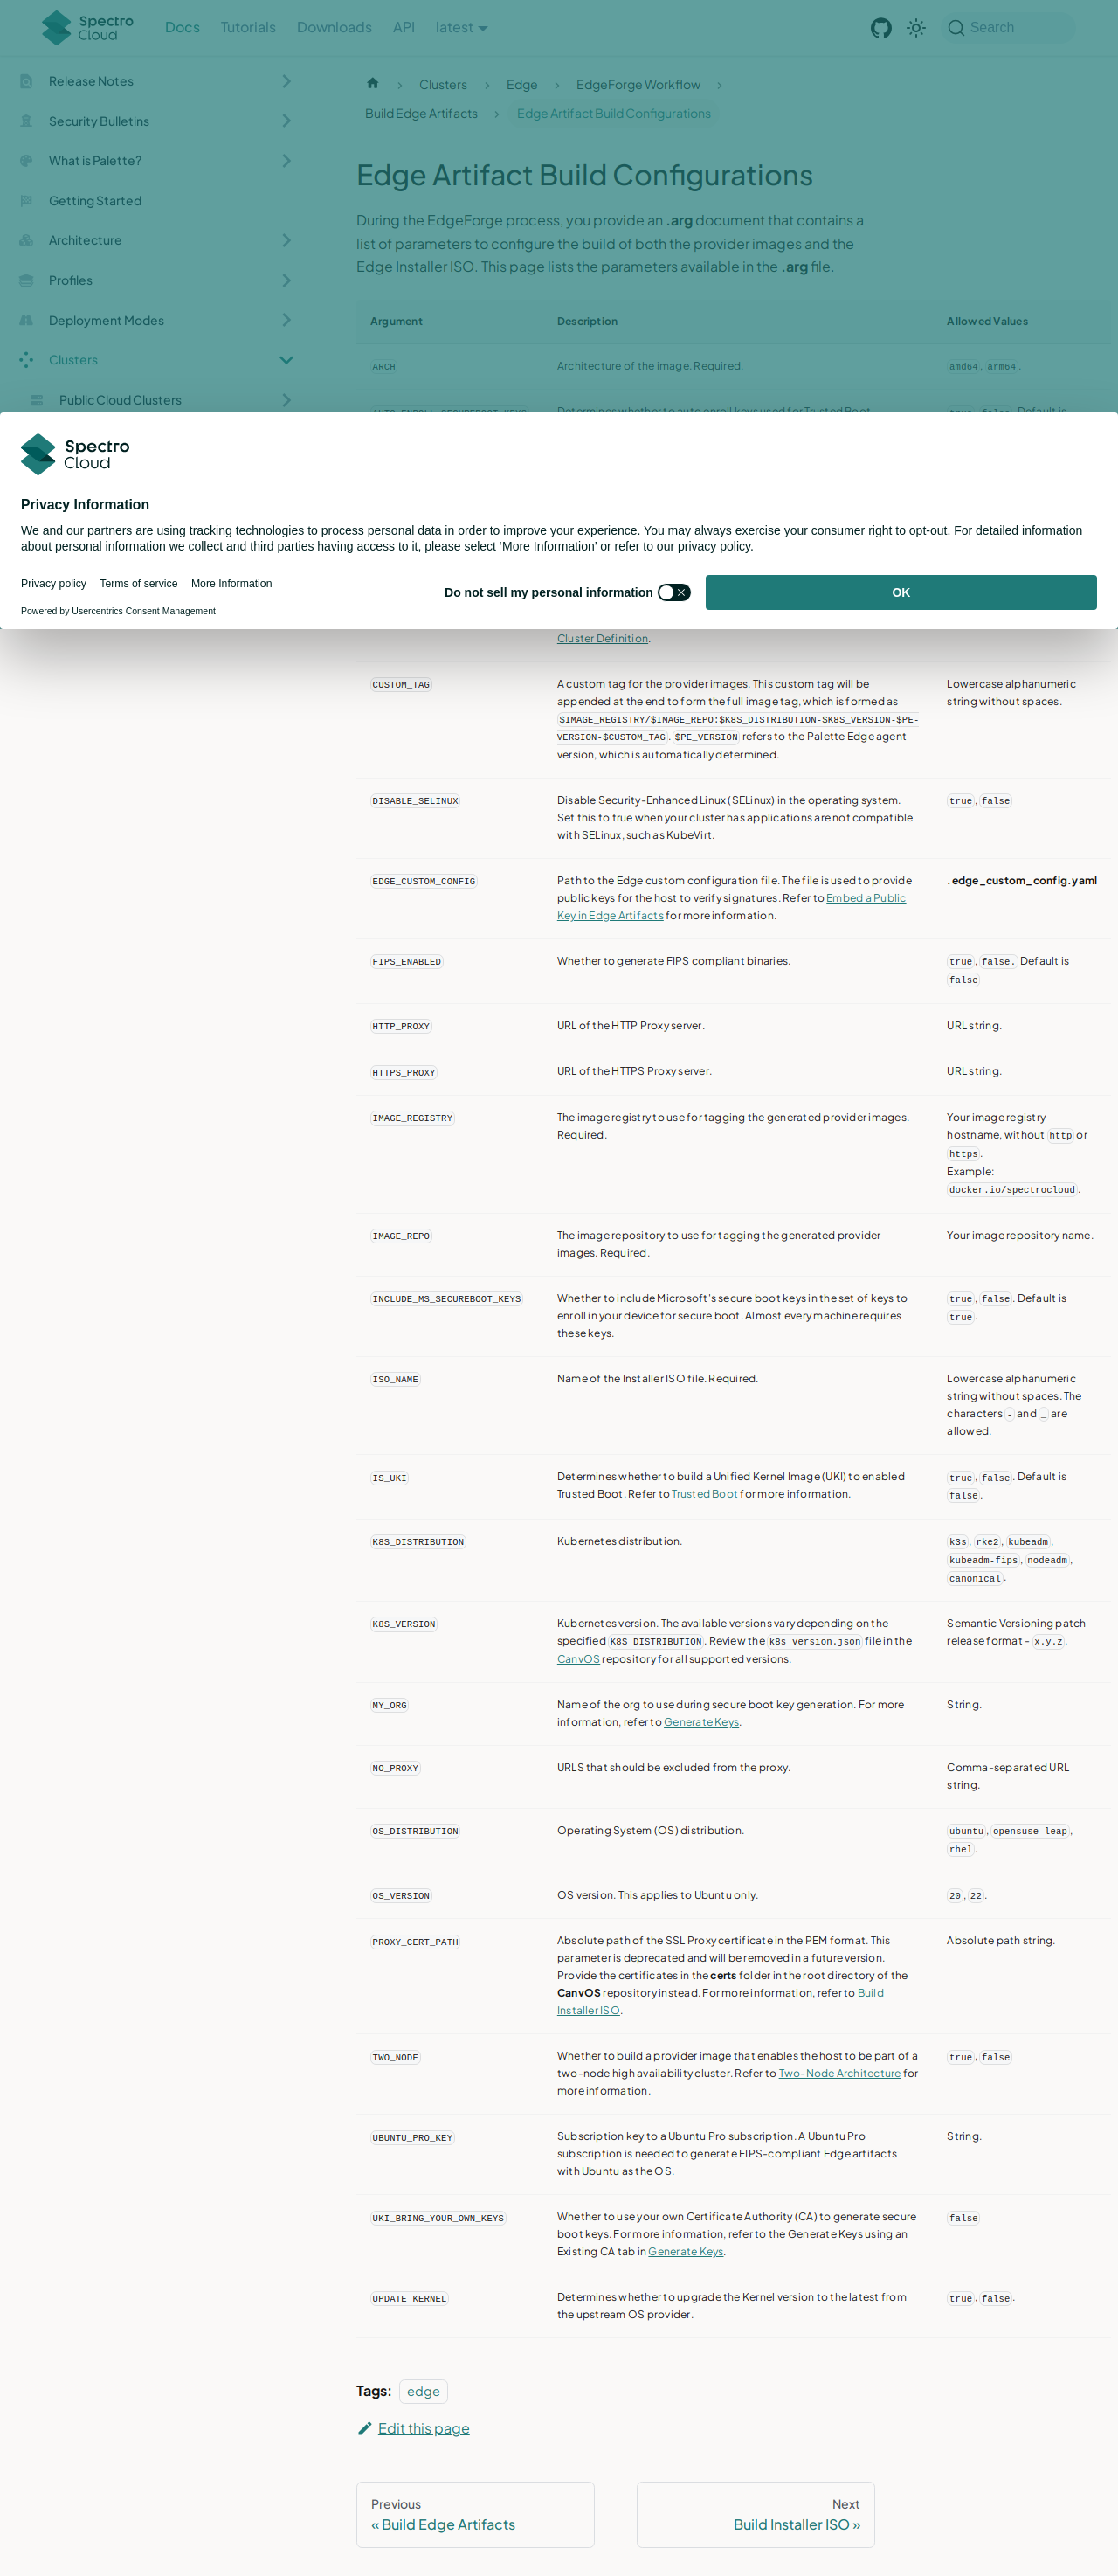 Spectro Cloud
Docs
Tutorials
Downloads
API
latest
Search
Release Notes
Security Bulletins
What is Palette?
Getting Started
Architecture
Profiles
Deployment Modes
Clusters
Public Cloud Clusters
Clusters
Edge
EdgeForge Workflow
Build Edge Artifacts
Edge Artifact Build Configurations
Edge Artifact Build Configurations
During the EdgeForge process, you provide an .arg document that contains a
list of parameters to configure the build of both the provider images and the
Edge Installer ISO. This page lists the parameters available in the .arg file.
Argument Description Allowed Values
ARCH Architecture of the image. Required. amd64, arm64.
Spectro Cloud
Privacy Information
We and our partners are using tracking technologies to process personal data in order to improve your experience. You may always exercise your consumer right to opt-out. For detailed information
about personal information we collect and third parties having access to it, please select ‘More Information’ or refer to our privacy policy.
Privacy policy
Terms of service
More Information
Do not sell my personal information
OK
Powered by Usercentrics Consent Management
Cluster Definition.
CUSTOM_TAG
A custom tag for the provider images. This custom tag will be
appended at the end to form the full image tag, which is formed as
$IMAGE_REGISTRY/$IMAGE_REPO:$K8S_DISTRIBUTION-$K8S_VERSION-$PE-
VERSION-$CUSTOM_TAG. $PE_VERSION refers to the Palette Edge agent
version, which is automatically determined.
Lowercase alphanumeric
string without spaces.
DISABLE_SELINUX
Disable Security-Enhanced Linux (SELinux) in the operating system.
Set this to true when your cluster has applications are not compatible
with SELinux, such as KubeVirt.
true, false
EDGE_CUSTOM_CONFIG
Path to the Edge custom configuration file. The file is used to provide
public keys for the host to verify signatures. Refer to Embed a Public
Key in Edge Artifacts for more information.
.edge_custom_config.yaml
FIPS_ENABLED
Whether to generate FIPS compliant binaries.
true, false. Default is
false
HTTP_PROXY
URL of the HTTP Proxy server.
URL string.
HTTPS_PROXY
URL of the HTTPS Proxy server.
URL string.
IMAGE_REGISTRY
The image registry to use for tagging the generated provider images.
Required.
Your image registry
hostname, without http or
https.
Example:
docker.io/spectrocloud.
IMAGE_REPO
The image repository to use for tagging the generated provider
images. Required.
Your image repository name.
INCLUDE_MS_SECUREBOOT_KEYS
Whether to include Microsoft's secure boot keys in the set of keys to
enroll in your device for secure boot. Almost every machine requires
these keys.
true, false. Default is
true.
ISO_NAME
Name of the Installer ISO file. Required.
Lowercase alphanumeric
string without spaces. The
characters - and _ are
allowed.
IS_UKI
Determines whether to build a Unified Kernel Image (UKI) to enabled
Trusted Boot. Refer to Trusted Boot for more information.
true, false. Default is
false.
K8S_DISTRIBUTION
Kubernetes distribution.
k3s, rke2, kubeadm,
kubeadm-fips, nodeadm,
canonical.
K8S_VERSION
Kubernetes version. The available versions vary depending on the
specified K8S_DISTRIBUTION. Review the k8s_version.json file in the
CanvOS repository for all supported versions.
Semantic Versioning patch
release format - x.y.z.
MY_ORG
Name of the org to use during secure boot key generation. For more
information, refer to Generate Keys.
String.
NO_PROXY
URLS that should be excluded from the proxy.
Comma-separated URL
string.
OS_DISTRIBUTION
Operating System (OS) distribution.
ubuntu, opensuse-leap,
rhel.
OS_VERSION
OS version. This applies to Ubuntu only.
20, 22.
PROXY_CERT_PATH
Absolute path of the SSL Proxy certificate in the PEM format. This
parameter is deprecated and will be removed in a future version.
Provide the certificates in the certs folder in the root directory of the
CanvOS repository instead. For more information, refer to Build
Installer ISO.
Absolute path string.
TWO_NODE
Whether to build a provider image that enables the host to be part of a
two-node high availability cluster. Refer to Two-Node Architecture for
more information.
true, false
UBUNTU_PRO_KEY
Subscription key to a Ubuntu Pro subscription. A Ubuntu Pro
subscription is needed to generate FIPS-compliant Edge artifacts
with Ubuntu as the OS.
String.
UKI_BRING_YOUR_OWN_KEYS
Whether to use your own Certificate Authority (CA) to generate secure
boot keys. For more information, refer to the Generate Keys using an
Existing CA tab in Generate Keys.
false
UPDATE_KERNEL
Determines whether to upgrade the Kernel version to the latest from
the upstream OS provider.
true, false.
Tags: edge
Edit this page
Previous
« Build Edge Artifacts
Next
Build Installer ISO »